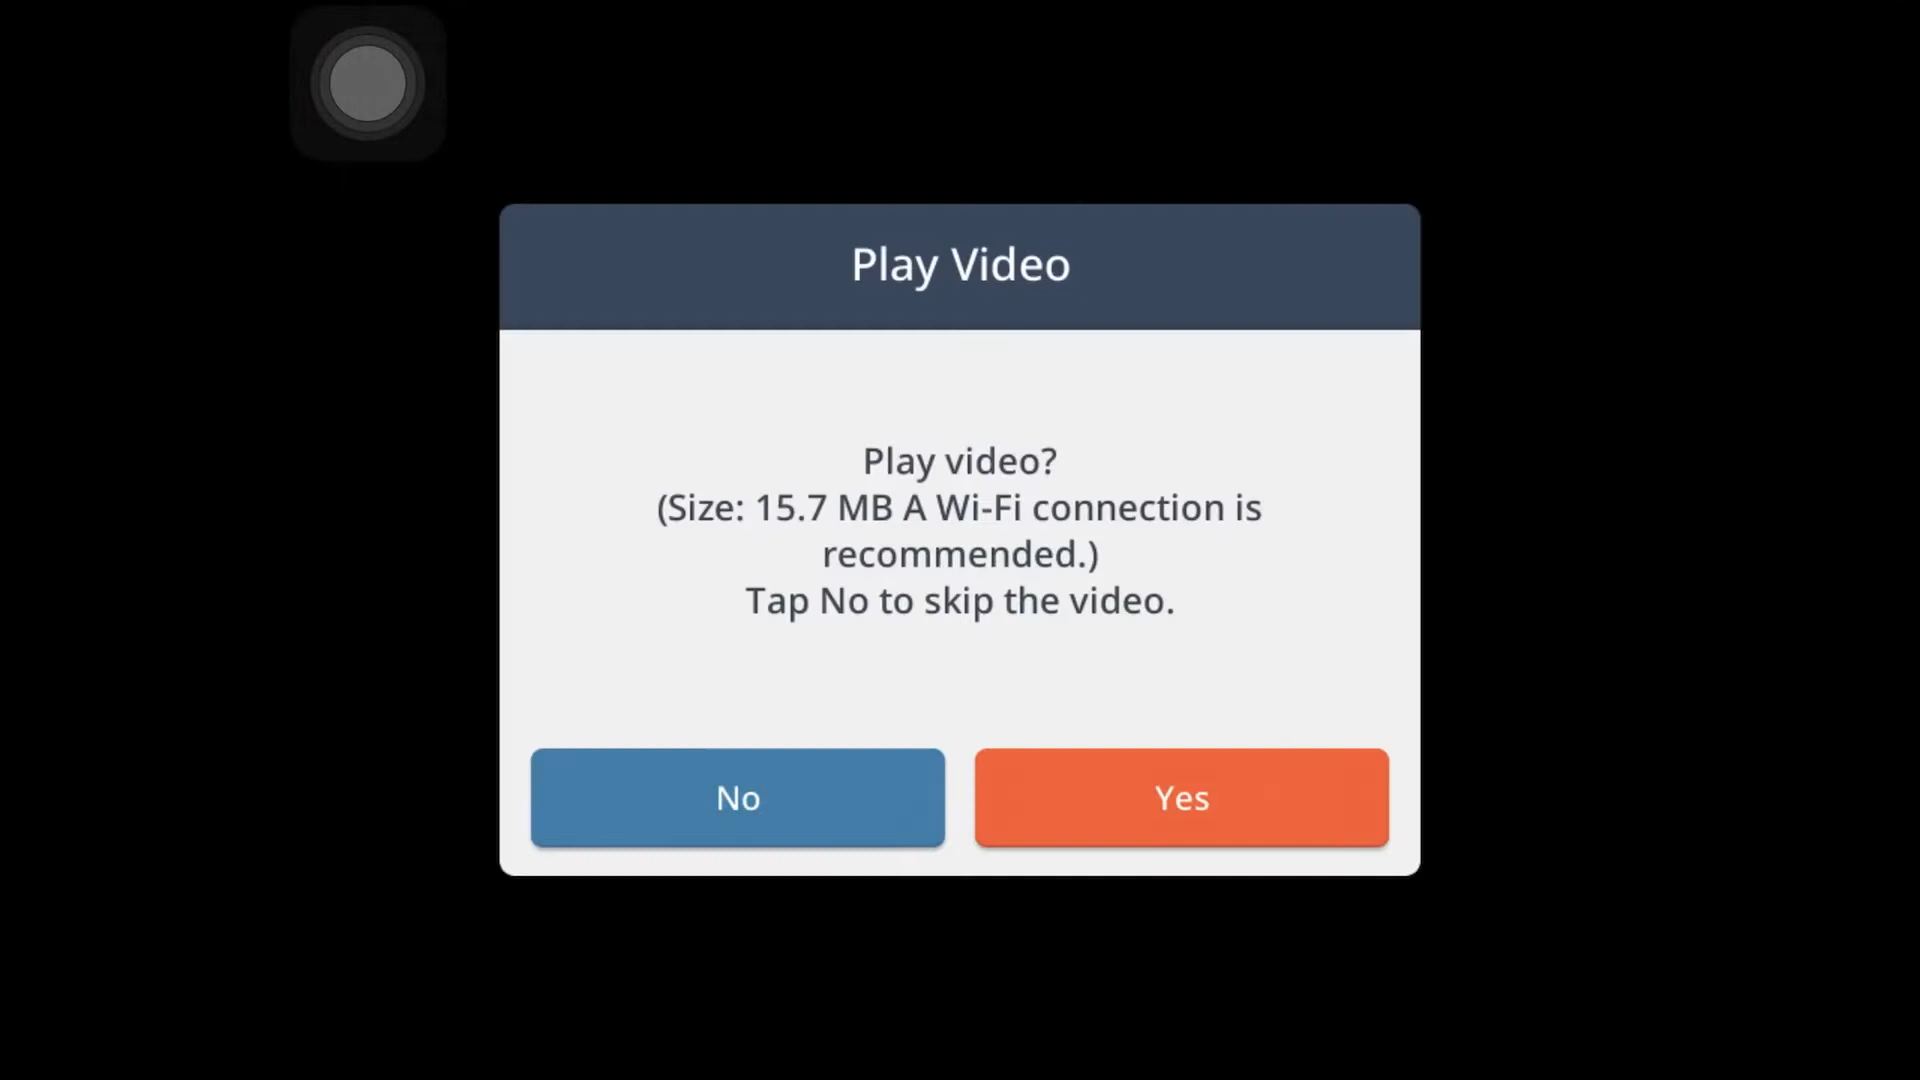 Play Video
Play video?
(Size: 15.7 MB A Wi-Fi connection is
recommended.)
Tap No to skip the video.
No
Yes